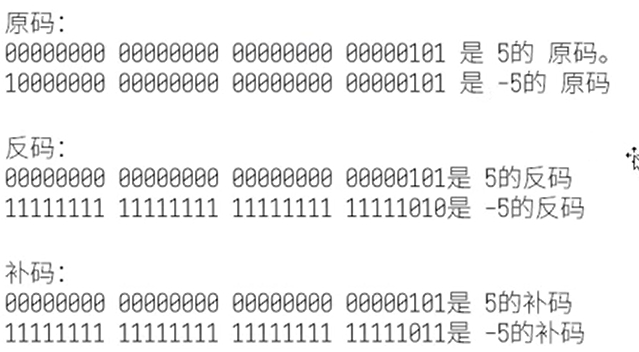 原码：
00000000 00000000 00000000 00000101 是 5的 原码。
10000000 00000000 00000000 00000101 是 -5的 原码
反码：
00000000 00000000 00000000 00000101是 5的反码
11111111 11111111 11111111 11111010是 -5的反码
补码：
00000000 00000000 00000000 00000101是 5的补码
11111111 11111111 11111111 11111011是 -5的补码